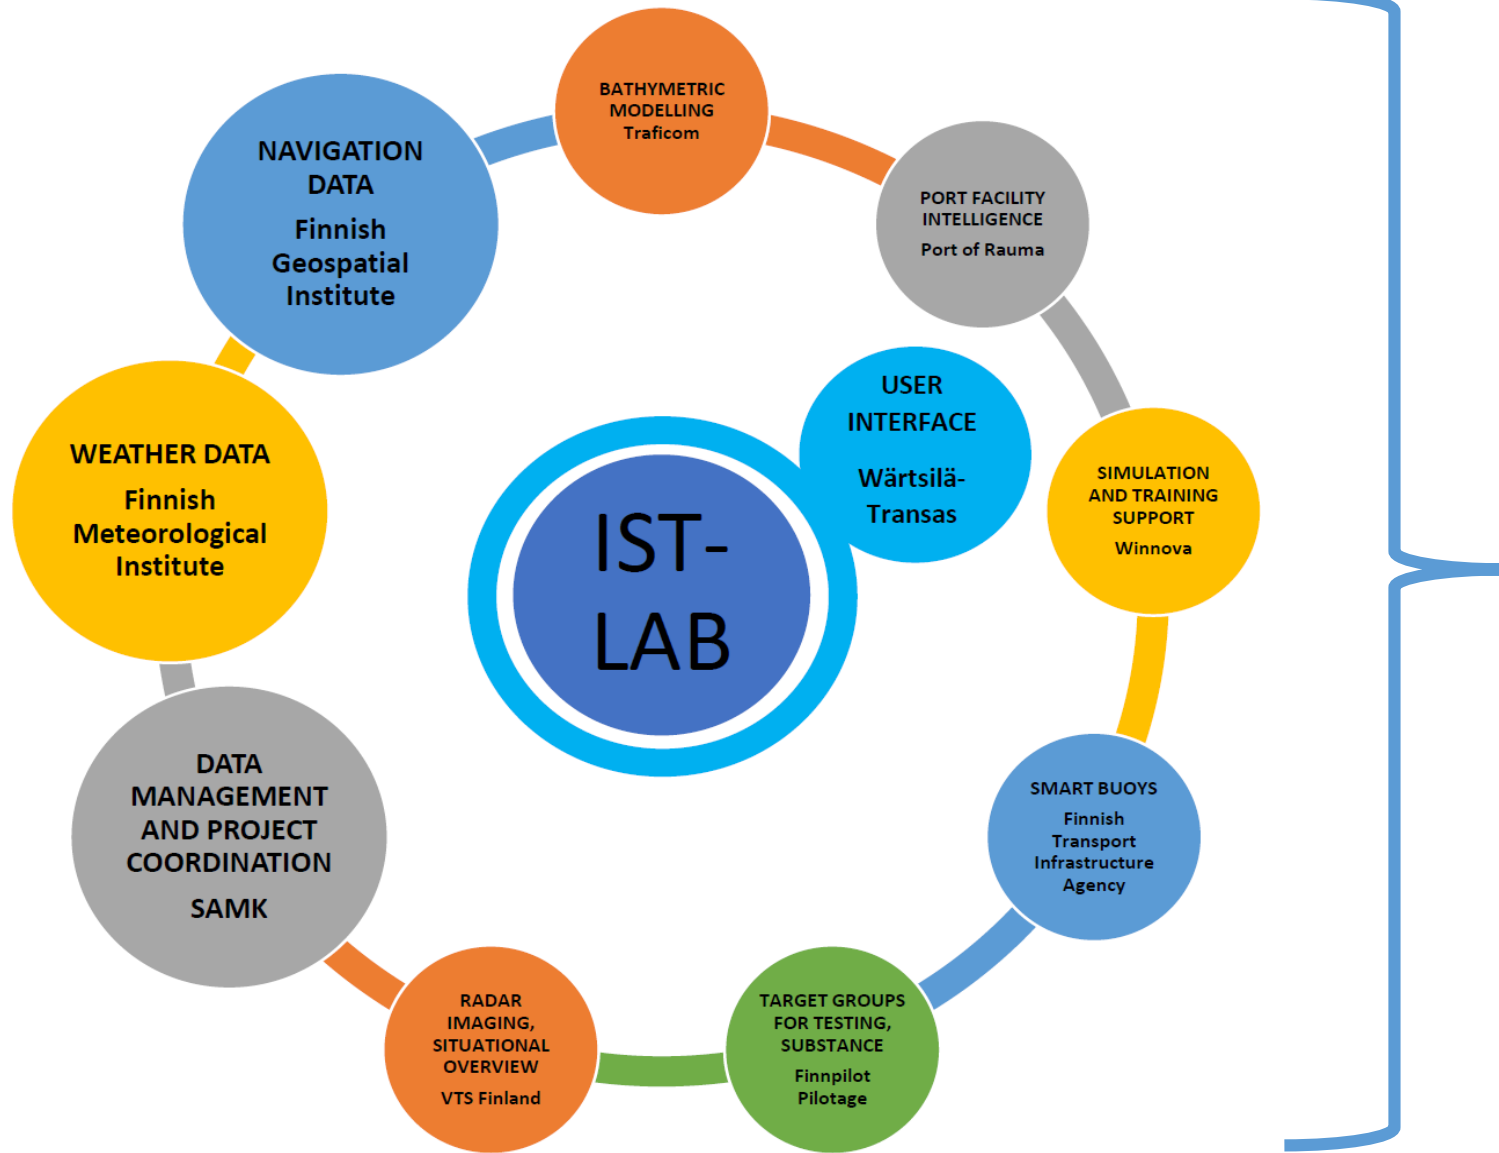 BATHYMETRIC
MODELLING
Traficom
NAVIGATION
DATA
Finnish
Geospatial
Institute
PORT FACILITY
INTELLIGENCE
Port of Rauma
USER
INTERFACE
Wärtsilä-
Transas
WEATHER DATA
Finnish
Meteorological
Institute
IST-
LAB
SIMULATION
AND TRAINING
SUPPORT
Winnova
DATA
MANAGEMENT
AND PROJECT
COORDINATION
SAMK
SMART BUOYS
Finnish
Transport
Infrastructure
Agency
RADAR
IMAGING,
SITUATIONAL
OVERVIEW
VTS Finland
TARGET GROUPS
FOR TESTING,
SUBSTANCE
Finnpilot
Pilotage